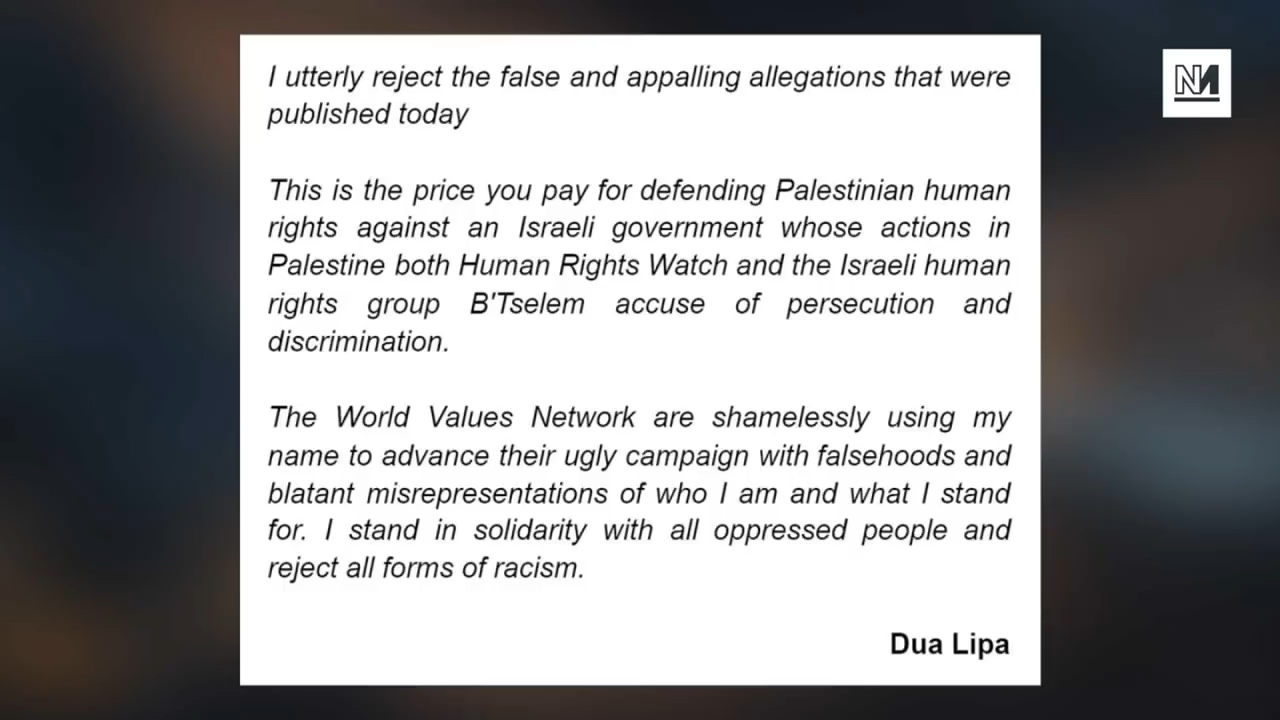 I utterly reject the false and appalling allegations that were
published today
This is the price you pay for defending Palestinian human
rights against an Israeli government whose actions in
Palestine both Human Rights Watch and the Israeli human
rights group B'Tselem accuse of persecution and
discrimination.
The World Values Network are shamelessly using my
name to advance their ugly campaign with falsehoods and
blatant misrepresentations of who I am and what I stand
for. I stand in solidarity with all oppressed people and
reject all forms of racism.
Dua Lipa
NM